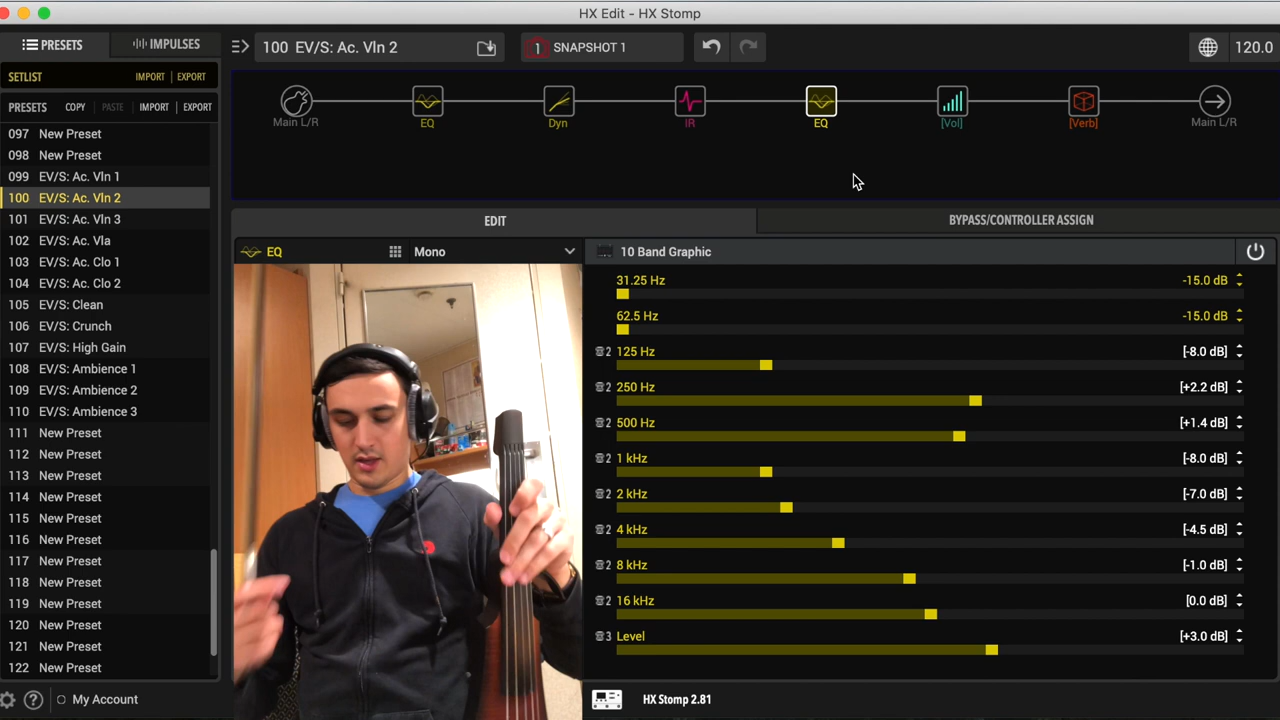 HX Edit - HX Stomp
PRESETS
IMPULSES
100 EV/S: Ac. Vln 2
1 SNAPSHOT 1
120.0
SETLIST IMPORT | EXPORT
PRESETS COPY PASTE IMPORT | EXPORT
097 New Preset
098 New Preset
099 EV/S: Ac. Vln 1
100 EV/S: Ac. Vln 2
101 EV/S: Ac. Vln 3
102 EV/S: Ac. Vla
103 EV/S: Ac. Clo 1
104 EV/S: Ac. Clo 2
105 EV/S: Clean
106 EV/S: Crunch
107 EV/S: High Gain
108 EV/S: Ambience 1
109 EV/S: Ambience 2
110 EV/S: Ambience 3
111 New Preset
112 New Preset
113 New Preset
114 New Preset
115 New Preset
116 New Preset
117 New Preset
118 New Preset
119 New Preset
120 New Preset
121 New Preset
122 New Preset
? My Account
Main L/R EQ Dyn IR EQ [Vol] [Verb] Main L/R
EDIT
BYPASS/CONTROLLER ASSIGN
EQ Mono
10 Band Graphic
31.25 Hz -15.0 dB
62.5 Hz -15.0 dB
2 125 Hz [-8.0 dB]
2 250 Hz [+2.2 dB]
2 500 Hz [+1.4 dB]
2 1 kHz [-8.0 dB]
2 2 kHz [-7.0 dB]
2 4 kHz [-4.5 dB]
2 8 kHz [-1.0 dB]
2 16 kHz [0.0 dB]
3 Level [+3.0 dB]
HX Stomp 2.81